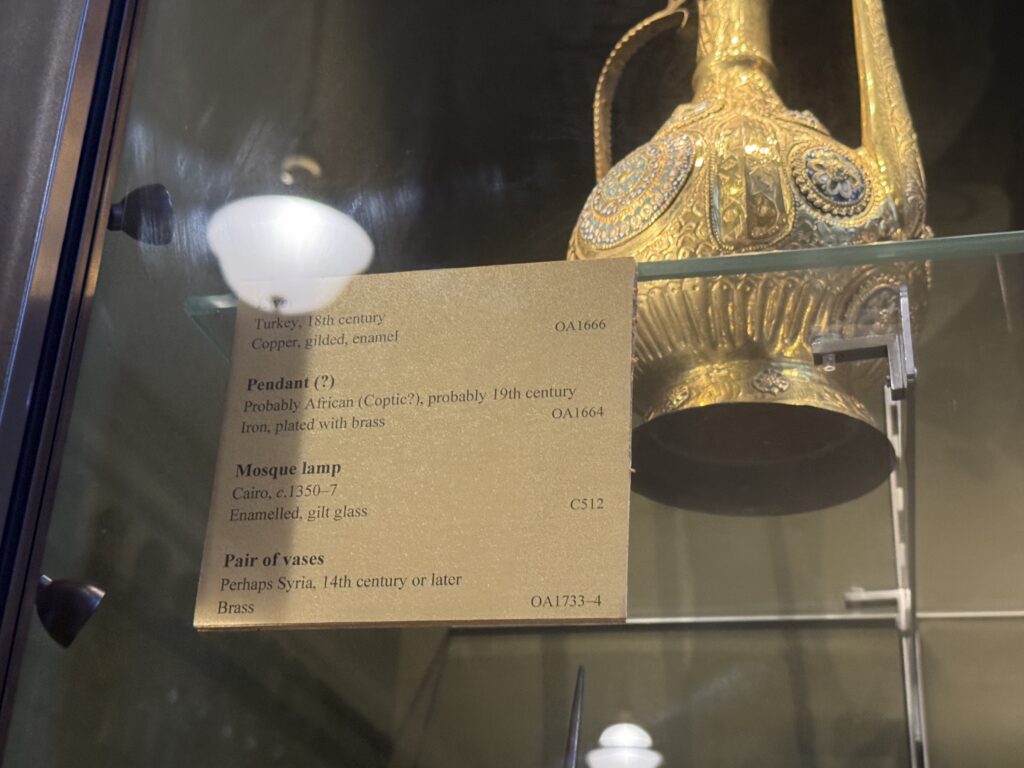 Turkey, 18th century
Copper, gilded, enamel OA1666
Pendant (?)
Probably African (Coptic?), probably 19th century
Iron, plated with brass OA1664
Mosque lamp
Cairo, c.1350–7
Enamelled, gilt glass C512
Pair of vases
Perhaps Syria, 14th century or later
Brass OA1733–4